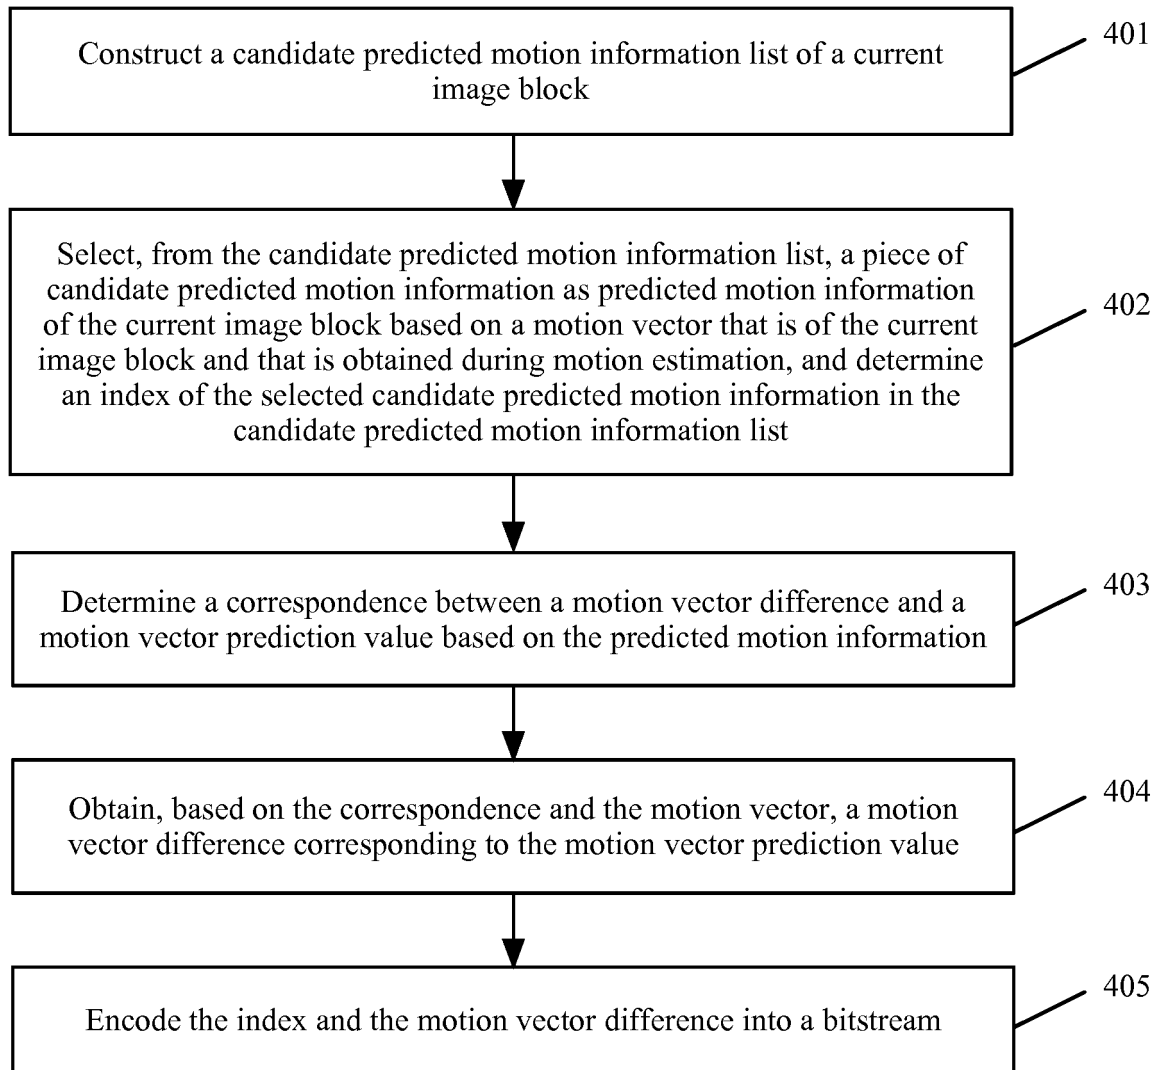 Construct a candidate predicted motion information list of a current
image block
401
Select, from the candidate predicted motion information list, a piece of
candidate predicted motion information as predicted motion information
of the current image block based on a motion vector that is of the current
image block and that is obtained during motion estimation, and determine
an index of the selected candidate predicted motion information in the
candidate predicted motion information list
402
Determine a correspondence between a motion vector difference and a
motion vector prediction value based on the predicted motion information
403
Obtain, based on the correspondence and the motion vector, a motion
vector difference corresponding to the motion vector prediction value
404
Encode the index and the motion vector difference into a bitstream
405